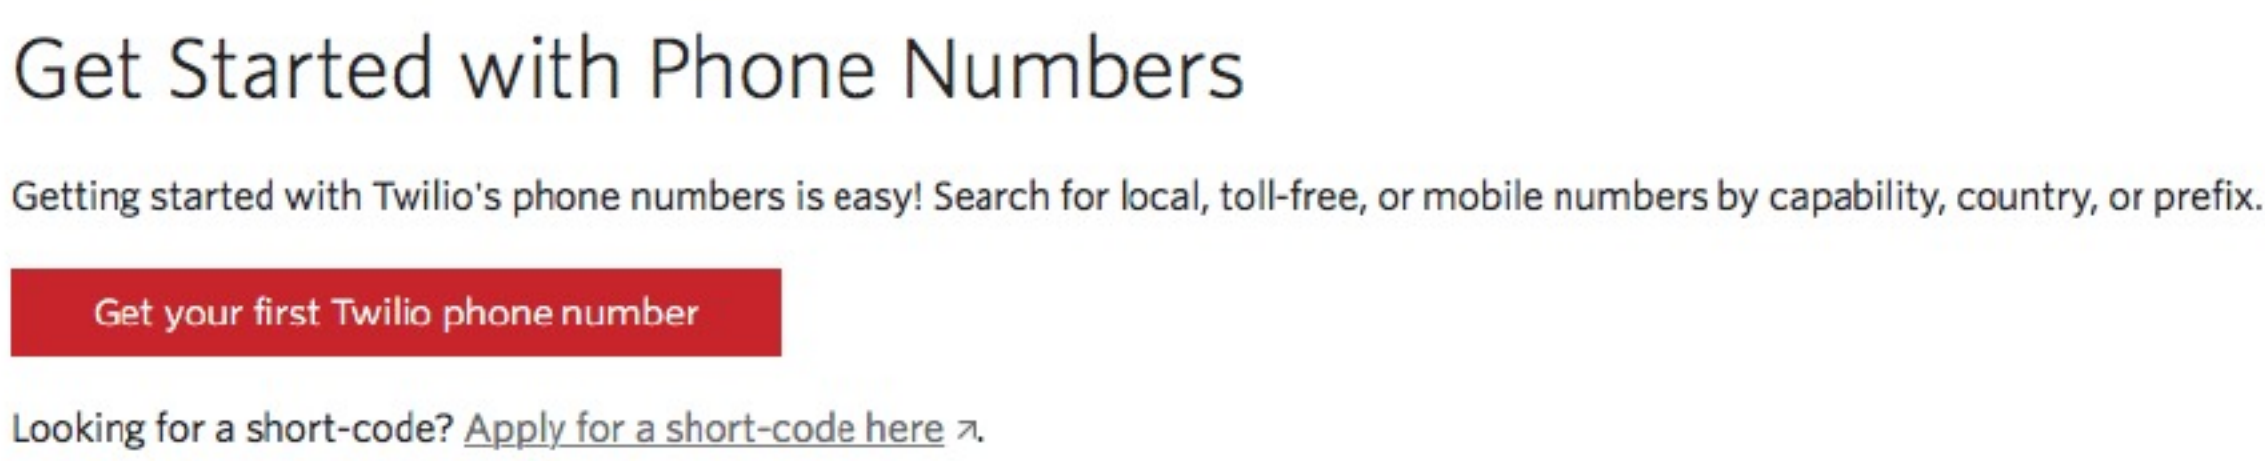 Get Started with Phone Numbers
Getting started with Twilio's phone numbers is easy! Search for local, toll-free, or mobile numbers by capability, country, or prefix.
Get your first Twilio phone number
Looking for a short-code? Apply for a short-code here ↗.